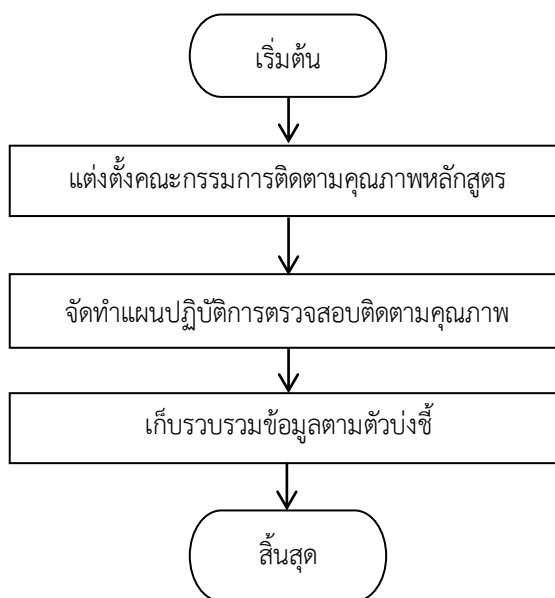 เริ่มต้น
แต่งตั้งคณะกรรมการติดตามคุณภาพหลักสูตร
จัดทำแผนปฏิบัติการตรวจสอบติดตามคุณภาพ
เก็บรวบรวมข้อมูลตามตัวบ่งชี้
สิ้นสุด